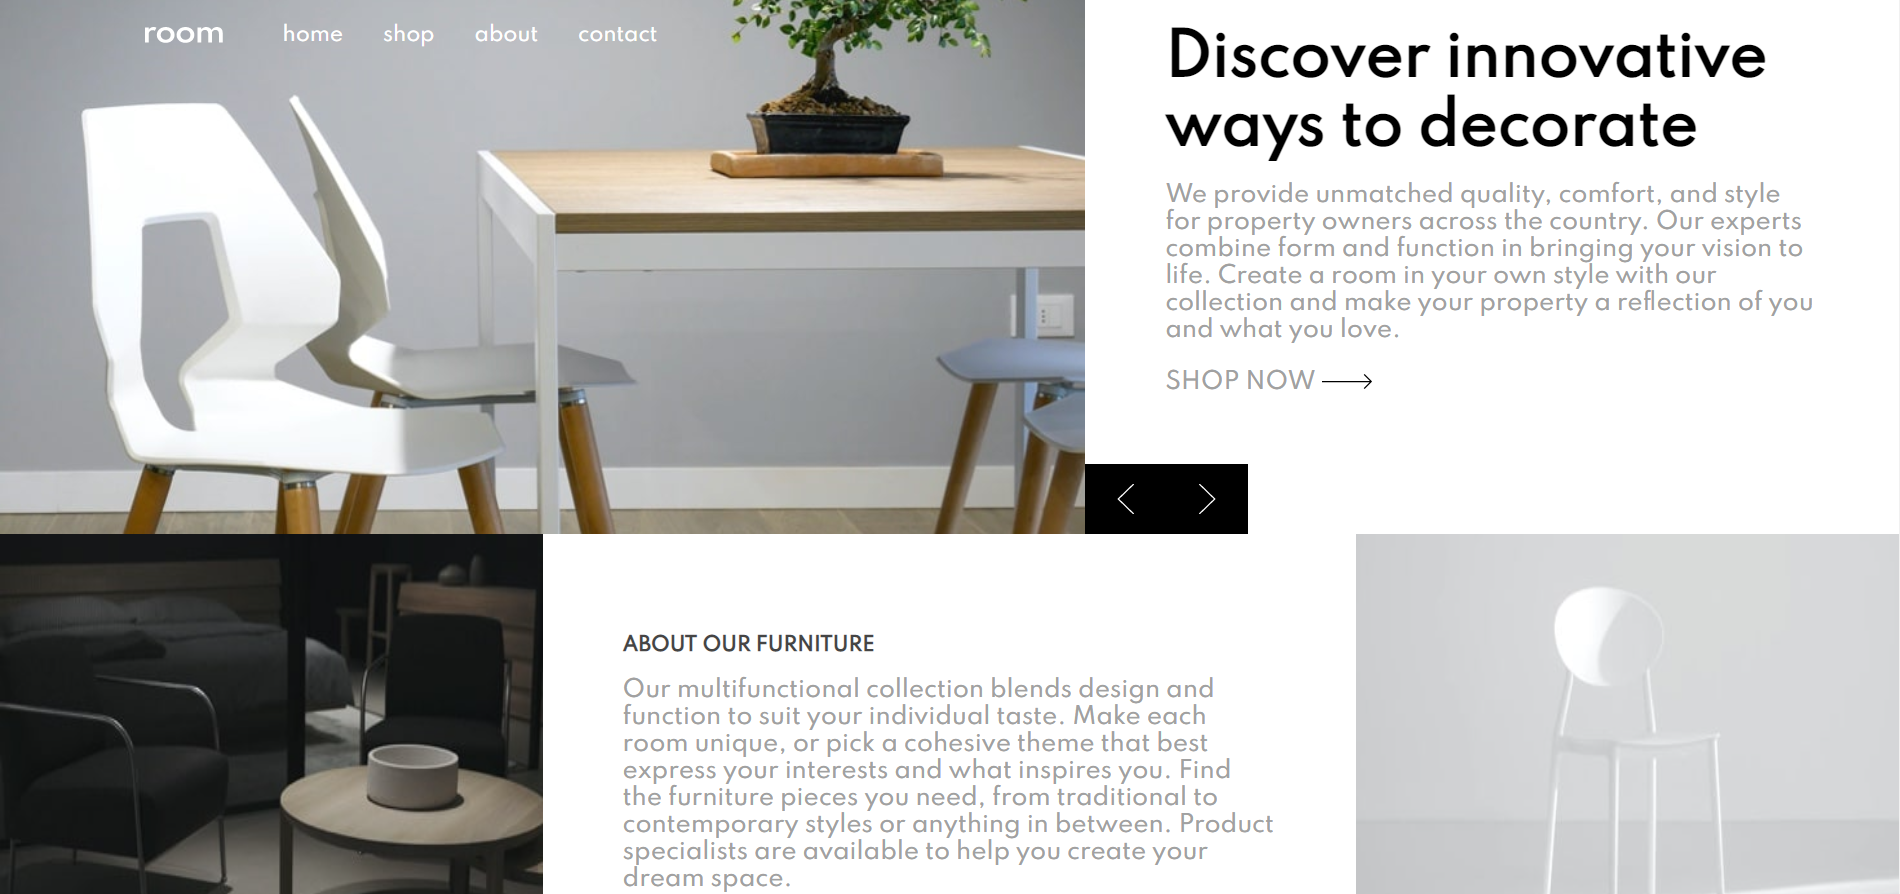 room home shop about contact
Discover innovative
ways to decorate
We provide unmatched quality, comfort, and style
for property owners across the country. Our experts
combine form and function in bringing your vision to
life. Create a room in your own style with our
collection and make your property a reflection of you
and what you love.
SHOP NOW
ABOUT OUR FURNITURE
Our multifunctional collection blends design and
function to suit your individual taste. Make each
room unique, or pick a cohesive theme that best
express your interests and what inspires you. Find
the furniture pieces you need, from traditional to
contemporary styles or anything in between. Product
specialists are available to help you create your
dream space.